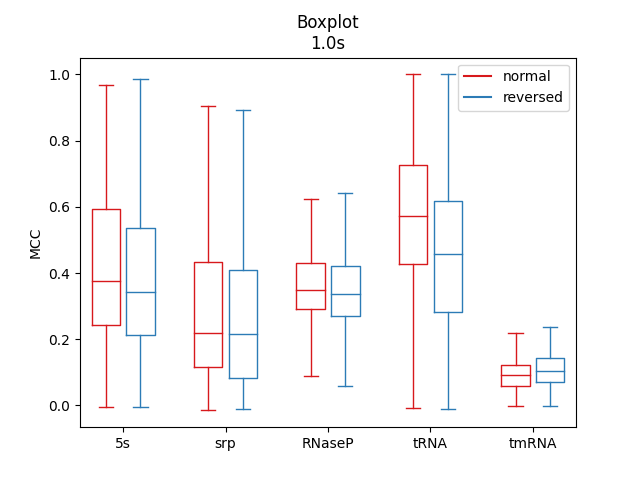 Boxplot
1.0s
normal
reversed
MCC
1.0
0.8
0.6
0.4
0.2
0.0
5s
srp
RNaseP
tRNA
tmRNA